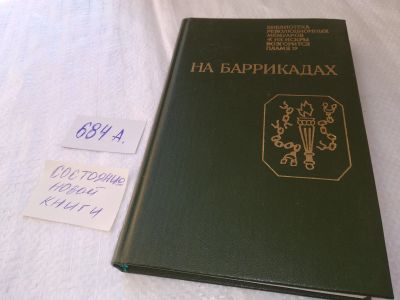 БИБЛИОТЕКА
РЕВОЛЮЦИОННЫХ
МЕМУАРОВ
«ИЗ ИСКРЫ
ВОЗГОРИТСЯ
ПЛАМЯ»
НА БАРРИКАДАХ
684 А.
СОСТОЯНИЕ
НОВОЙ
КНИГИ